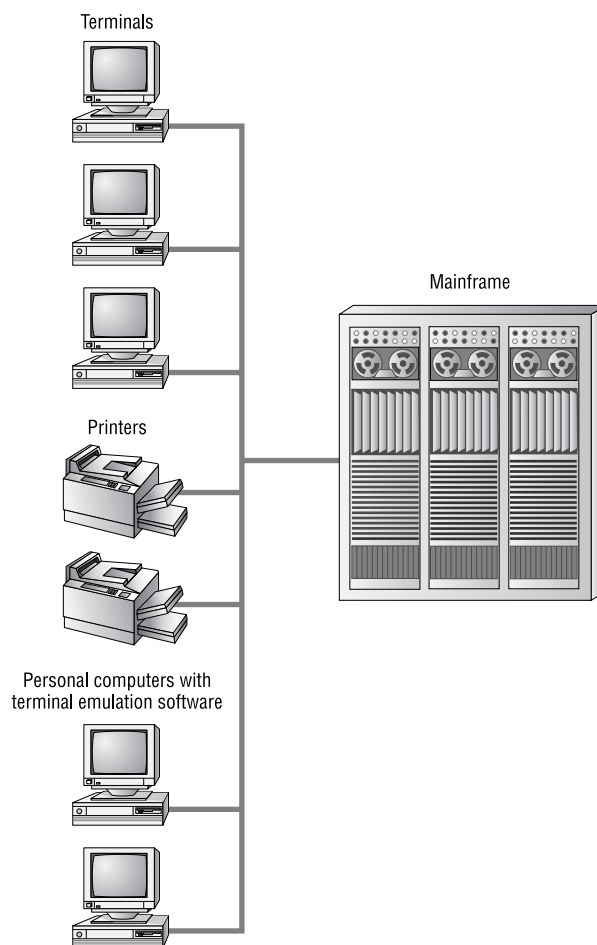 Terminals
Mainframe
Printers
Personal computers with
terminal emulation software